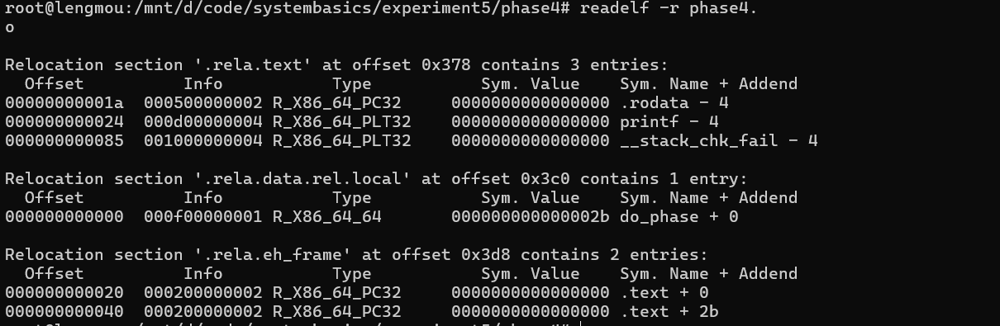 root@lengmou:/mnt/d/code/systembasics/experiment5/phase4# readelf -r phase4.
o
Relocation section '.rela.text' at offset 0x378 contains 3 entries:
  Offset          Info           Type           Sym. Value    Sym. Name + Addend
00000000001a  000500000002 R_X86_64_PC32     0000000000000000 .rodata - 4
000000000024  000d00000004 R_X86_64_PLT32    0000000000000000 printf - 4
000000000085  001000000004 R_X86_64_PLT32    0000000000000000 __stack_chk_fail - 4
Relocation section '.rela.data.rel.local' at offset 0x3c0 contains 1 entry:
  Offset          Info           Type           Sym. Value    Sym. Name + Addend
000000000000  000f00000001 R_X86_64_64       000000000000002b do_phase + 0
Relocation section '.rela.eh_frame' at offset 0x3d8 contains 2 entries:
  Offset          Info           Type           Sym. Value    Sym. Name + Addend
000000000020  000200000002 R_X86_64_PC32     0000000000000000 .text + 0
000000000040  000200000002 R_X86_64_PC32     0000000000000000 .text + 2b